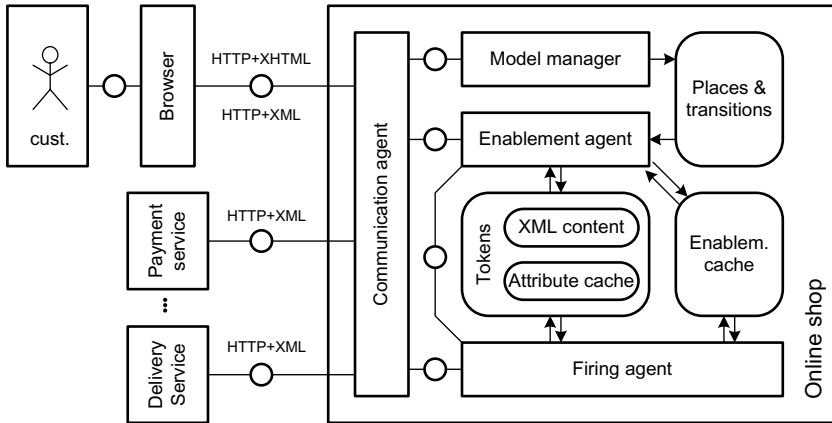 cust.
Browser
HTTP+XHTML
HTTP+XML
Payment
service
HTTP+XML
...
Delivery
Service
HTTP+XML
Communication agent
Model manager
Places &
transitions
Enablement agent
Tokens
XML content
Attribute cache
Enablem.
cache
Firing agent
Online shop